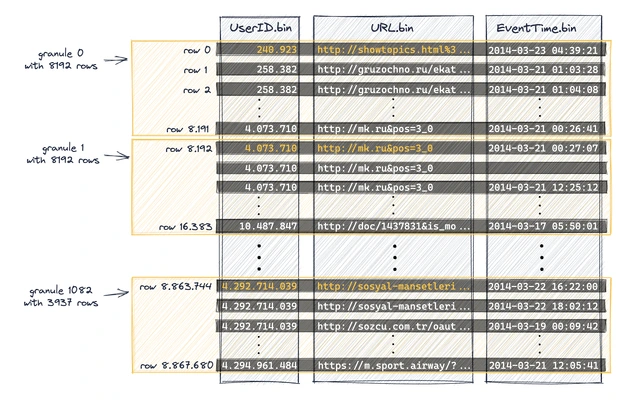 UserID.bin URL.bin EventTime.bin
granule 0
with 8192 rows
row 0 240.923 http://showtopics.html%3 ... 2014-03-23 04:39:21
row 1 258.382 http://gruzochno.ru/ekat ... 2014-03-21 01:03:28
row 2 258.382 http://gruzochno.ru/ekat ... 2014-03-21 01:04:08
row 8.191 4.073.710 http://mk.ru&pos=3_0 2014-03-21 00:26:41
granule 1
with 8192 rows
row 8.192 4.073.710 http://mk.ru&pos=3_0 2014-03-21 00:27:07
4.073.710 http://mk.ru&pos=3_0
4.073.710 http://mk.ru&pos=3_0 2014-03-21 12:25:12
row 16.383 10.487.847 http://doc/1437831&is_mo ... 2014-03-17 05:50:01
granule 1082
with 3937 rows
row 8.863.744 4.292.714.039 http://sosyal-mansetleri ... 2014-03-22 16:22:00
4.292.714.039 http://sosyal-mansetleri ... 2014-03-22 18:02:12
4.292.714.039 http://sozcu.com.tr/oaut ... 2014-03-19 00:09:42
row 8.867.680 4.294.961.484 https://m.sport.airway/? ... 2014-03-21 12:05:41